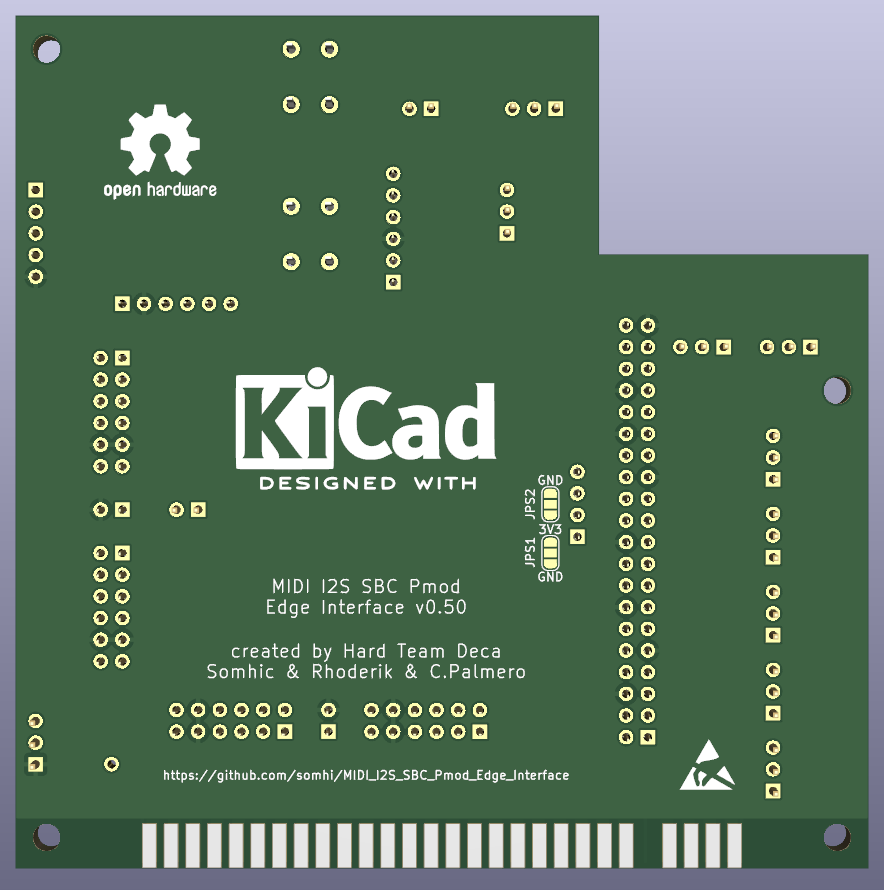 open hardware
KiCad
DESIGNED WITH
GND
JPS2
3V3
JPS1
GND
MIDI I2S SBC Pmod
Edge Interface v0.50
created by Hard Team Deca
Somhic & Rhoderik & C.Palmero
https://github.com/somhi/MIDI_I2S_SBC_Pmod_Edge_Interface